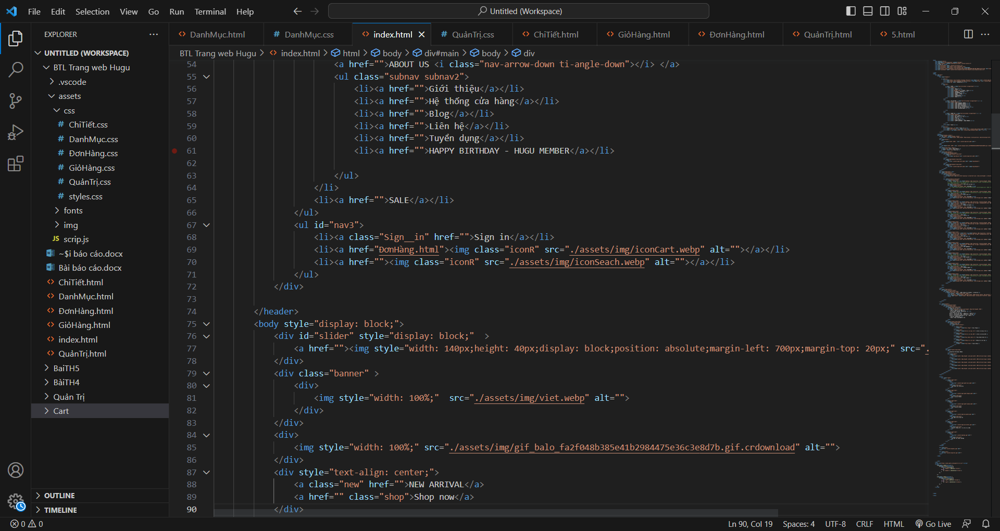 File Edit Selection View Go Run Terminal Help
Untitled (Workspace)
EXPLORER
DanhMục.html DanhMục.css index.html QuảnTrị.css ChiTiết.html GiỏHàng.html ĐơnHàng.html QuảnTrị.html 5.html
BTL Trang web Hugu > index.html > html > body > div#main > body > div
UNTITLED (WORKSPACE)
BTL Trang web Hugu
.vscode
assets
css
ChiTiết.css
DanhMục.css
ĐơnHàng.css
GiỏHàng.css
QuảnTrị.css
styles.css
fonts
img
JS scrip.js
~$i báo cáo.docx
Bài báo cáo.docx
ChiTiết.html
DanhMục.html
ĐơnHàng.html
GiỏHàng.html
index.html
QuảnTrị.html
BaiTH5
BàiTH4
Quản Trị
Cart
OUTLINE
TIMELINE
54 <a href="">ABOUT US <i class="nav-arrow-down ti-angle-down"></i> </a>
55 <ul class="subnav subnav2">
56 <li><a href="">Giới thiệu</a></li>
57 <li><a href="">Hệ thống cửa hàng</a></li>
58 <li><a href="">Blog</a></li>
59 <li><a href="">Liên hệ</a></li>
60 <li><a href="">Tuyển dụng</a></li>
61 <li><a href="">HAPPY BIRTHDAY - HUGU MEMBER</a></li>
62
63 </ul>
64 </li>
65 <li><a href="">SALE</a></li>
66 </ul>
67 <ul id="nav3">
68 <li><a class="Sign__in" href="">Sign in</a></li>
69 <li><a href="ĐơnHàng.html"><img class="iconR" src="./assets/img/iconCart.webp" alt=""></a></li>
70 <li><a href=""><img class="iconR" src="./assets/img/iconSeach.webp" alt=""></a></li>
71 </ul>
72 </div>
73
74 </header>
75 <body style="display: block;">
76 <div id="slider" style="display: block;" >
77 <a href=""><img style="width: 140px;height: 40px;display: block;position: absolute;margin-left: 700px;margin-top: 20px;" src=".
78 </div>
79 <div class="banner" >
80 <div>
81 <img style="width: 100%;" src="./assets/img/viet.webp" alt="">
82 </div>
83 </div>
84 <div>
85 <img style="width: 100%;" src="./assets/img/gif_balo_fa2f048b385e41b2984475e36c3e8d7b.gif.crdownload" alt="">
86 </div>
87 <div style="text-align: center;">
88 <a class="new" href="">NEW ARRIVAL</a>
89 <a href="" class="shop">Shop now</a>
90 </div>
0 0
Ln 90, Col 19 Spaces: 4 UTF-8 CRLF HTML Go Live